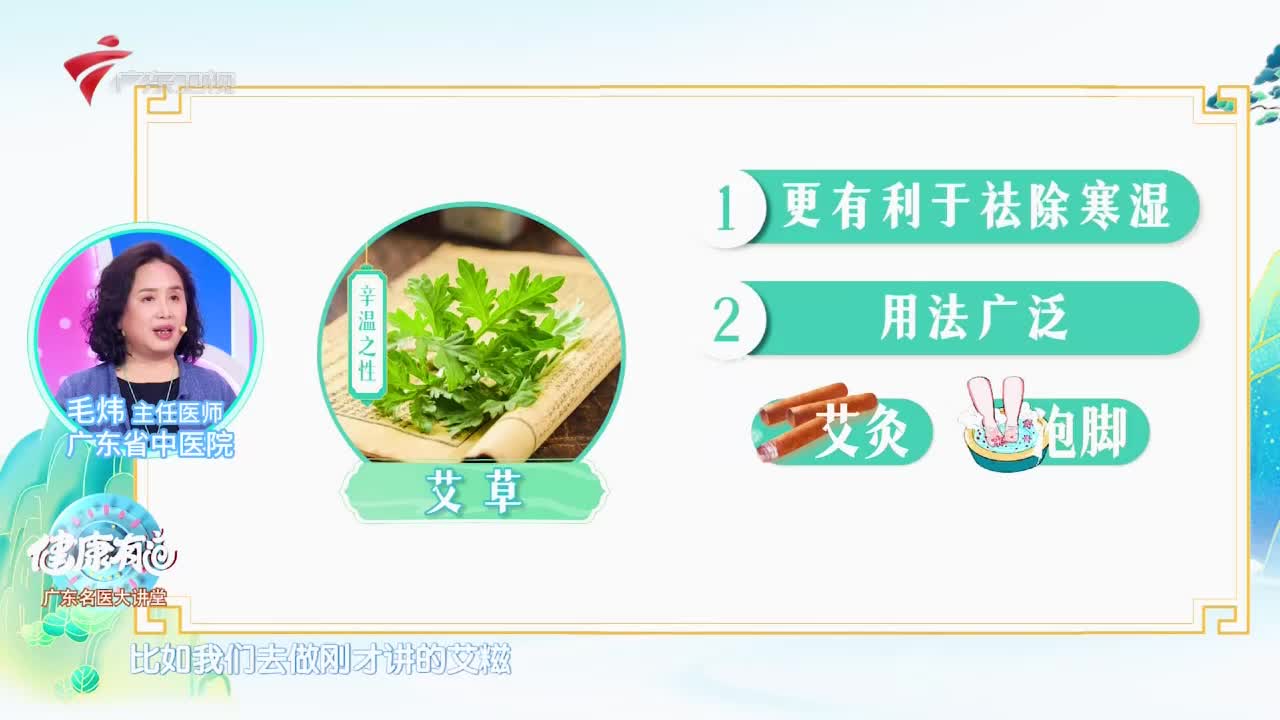 广东卫视
1 更有利于祛除寒湿
2 用法广泛
艾灸
泡脚
辛温之性
艾草
毛炜 主任医师
广东省中医院
健康有道
广东名医大讲堂
比如我们去做刚才讲的艾糍